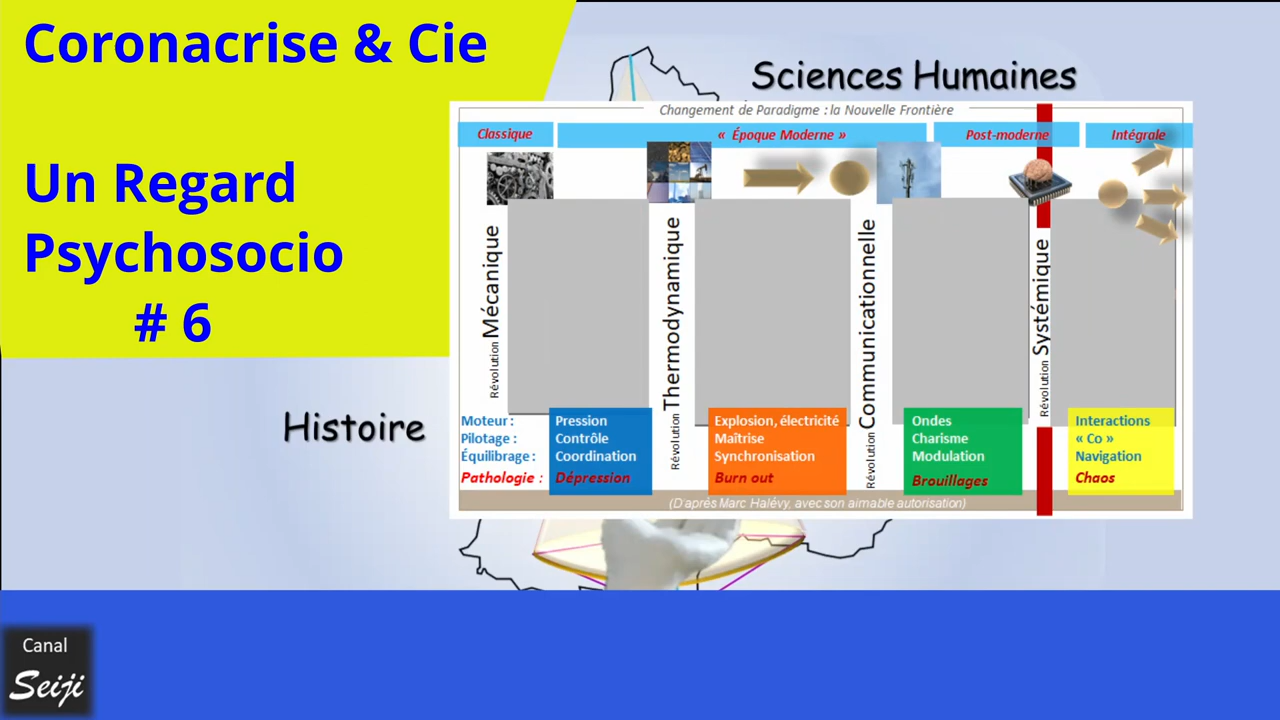 Coronacrise & Cie
Un Regard
Psychosocio
# 6
Sciences Humaines
Histoire
Changement de Paradigme : la Nouvelle Frontière
Classique
« Époque Moderne »
Post-moderne
Intégrale
Révolution Mécanique
Révolution Thermodynamique
Révolution Communicationnelle
Révolution Systémique
Moteur : Pression Explosion, électricité Ondes Interactions
Pilotage : Contrôle Maîtrise Charisme « Co »
Équilibrage : Coordination Synchronisation Modulation Navigation
Pathologie : Dépression Burn out Brouillages Chaos
(D'après Marc Halévy, avec son aimable autorisation)
Canal
Seiji